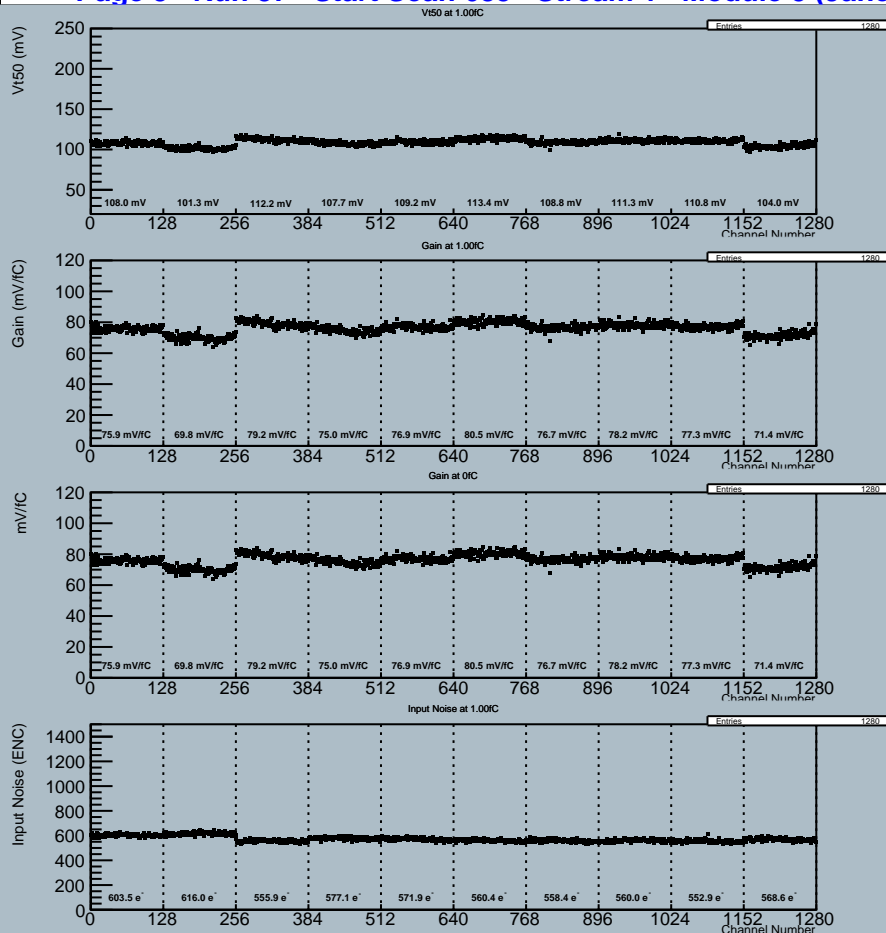 Start Scan Stream Module
Vt50 at 1.00fC
Entries 1280
Vt50 (mV)
250
200
150
100
50
108.0 mV 101.3 mV 112.2 mV 107.7 mV 109.2 mV 113.4 mV 108.8 mV 111.3 mV 110.8 mV 104.0 mV
0 128 256 384 512 640 768 896 1024 1152 1280
Channel Number
Gain at 1.00fC
Entries 1280
Gain (mV/fC)
120
100
80
60
40
20
0
75.9 mV/fC 69.8 mV/fC 79.2 mV/fC 75.0 mV/fC 76.9 mV/fC 80.5 mV/fC 76.7 mV/fC 78.2 mV/fC 77.3 mV/fC 71.4 mV/fC
0 128 256 384 512 640 768 896 1024 1152 1280
Channel Number
Gain at 0fC
Entries 1280
mV/fC
120
100
80
60
40
20
0
75.9 mV/fC 69.8 mV/fC 79.2 mV/fC 75.0 mV/fC 76.9 mV/fC 80.5 mV/fC 76.7 mV/fC 78.2 mV/fC 77.3 mV/fC 71.4 mV/fC
0 128 256 384 512 640 768 896 1024 1152 1280
Channel Number
Input Noise at 1.00fC
Entries 1280
Input Noise (ENC)
1400
1200
1000
800
600
400
200
0
603.5 e⁻ 616.0 e⁻ 555.9 e⁻ 577.1 e⁻ 571.9 e⁻ 560.4 e⁻ 558.4 e⁻ 560.0 e⁻ 552.9 e⁻ 568.6 e⁻
0 128 256 384 512 640 768 896 1024 1152 1280
Channel Number